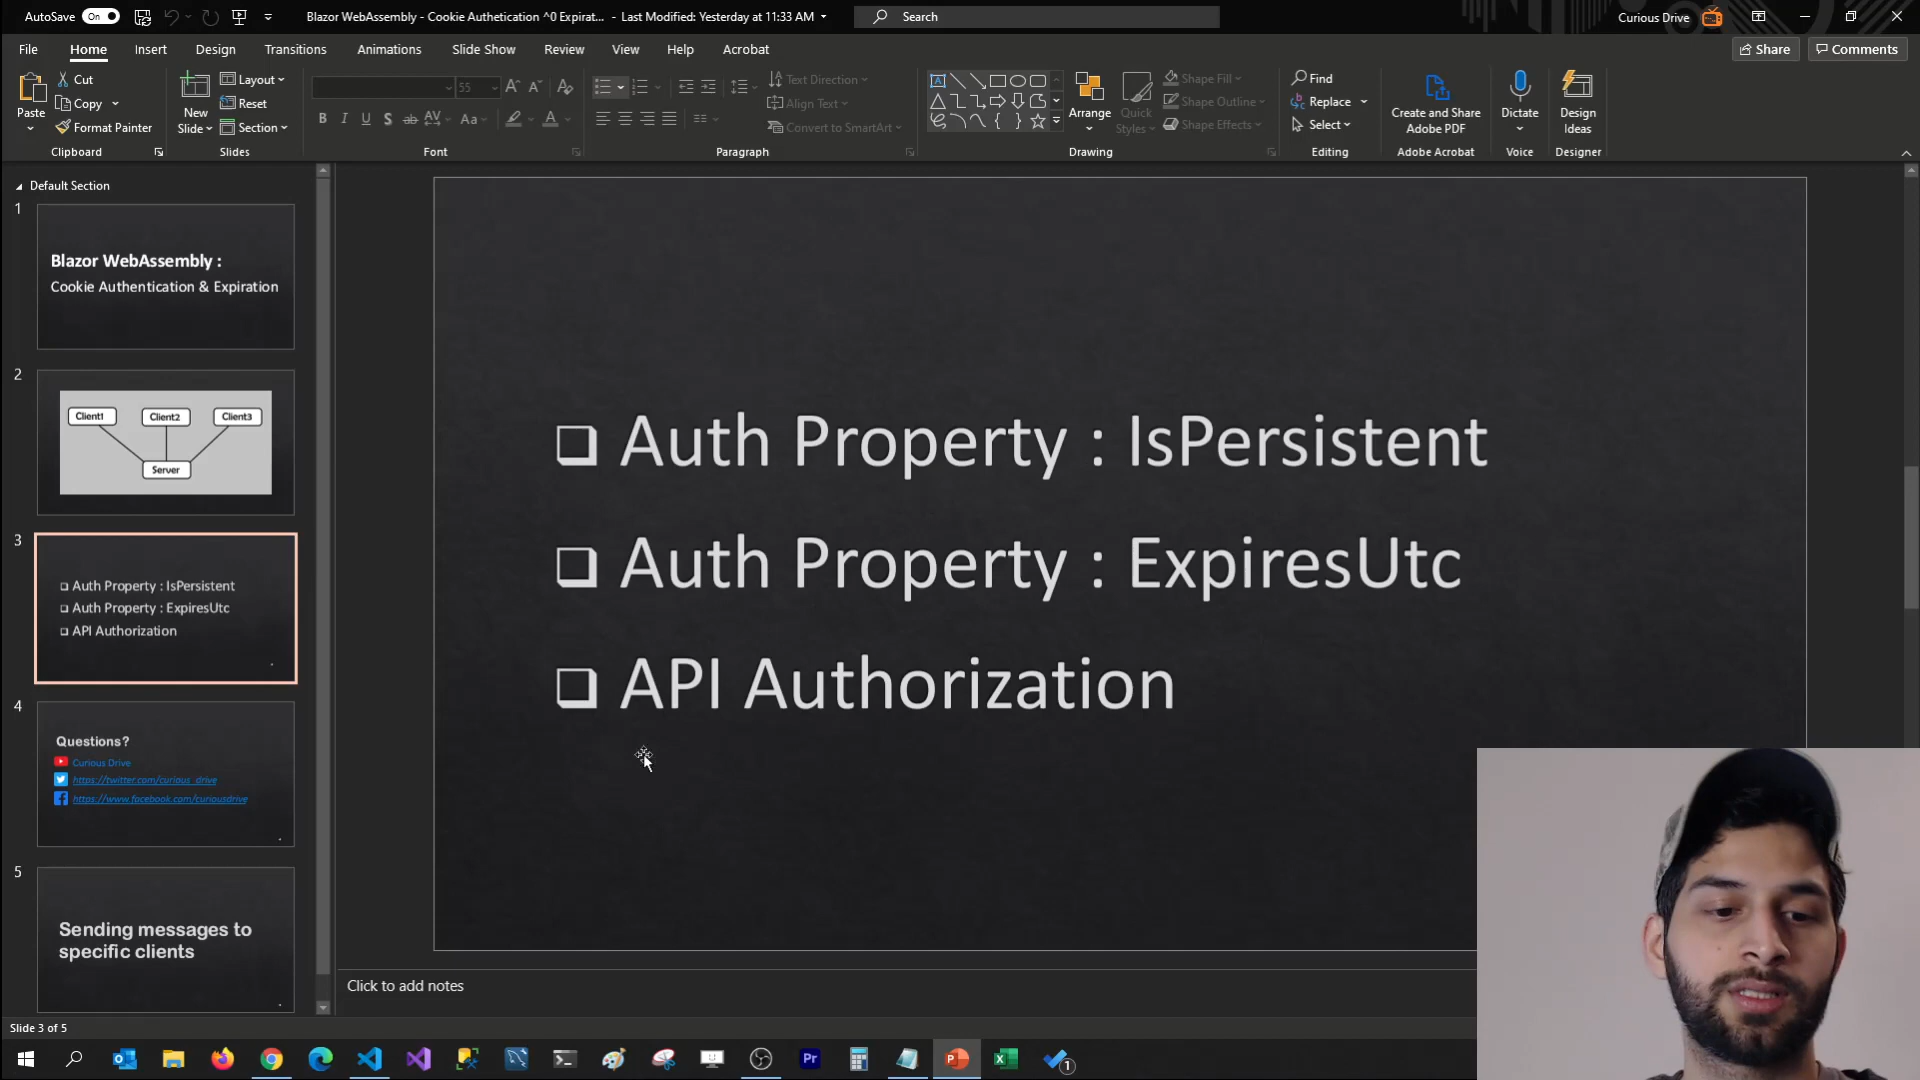 AutoSave On Blazor WebAssembly - Cookie Authetication ^0 Expirat... - Last Modified: Yesterday at 11:33 AM Search Curious Drive
File Home Insert Design Transitions Animations Slide Show Review View Help Acrobat Share Comments
Paste Cut Copy Format Painter
New Slide Layout Reset Section
55
B I U S ab AV Aa A
Text Direction Align Text Convert to SmartArt
Arrange Quick Styles Shape Fill Shape Outline Shape Effects
Find Replace Select
Create and Share Adobe PDF
Dictate
Design Ideas
Clipboard Slides Font Paragraph Drawing Editing Adobe Acrobat Voice Designer
Default Section
1
Blazor WebAssembly :
Cookie Authentication & Expiration
2
Client1 Client2 Client3
Server
3
Auth Property : IsPersistent
Auth Property : ExpiresUtc
API Authorization
4
Questions?
Curious Drive
https://twitter.com/curious_drive
https://www.facebook.com/curiousdrive
5
Sending messages to
specific clients
Auth Property : IsPersistent
Auth Property : ExpiresUtc
API Authorization
Click to add notes
Slide 3 of 5
Pr
1